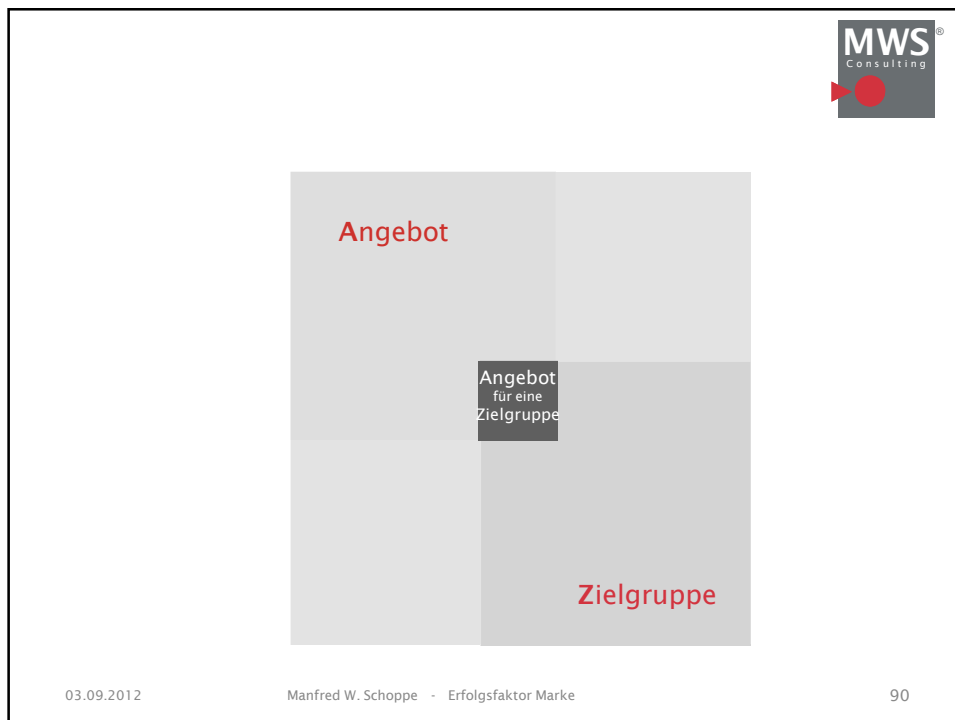 MWS®
Consulting
Angebot
Angebot
für eine
Zielgruppe
Zielgruppe
03.09.2012 Manfred W. Schoppe - Erfolgsfaktor Marke 90